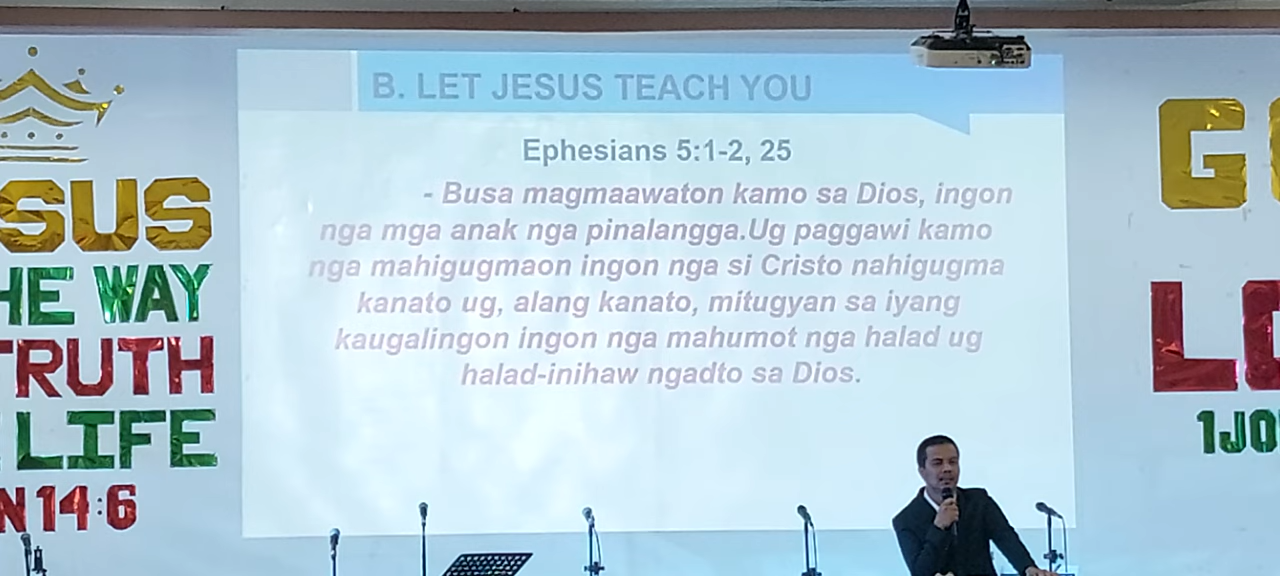 B. LET JESUS TEACH YOU
Ephesians 5:1-2, 25
- Busa magmaawaton kamo sa Dios, ingon
nga mga anak nga pinalangga.Ug paggawi kamo
nga mahigugmaon ingon nga si Cristo nahigugma
kanato ug, alang kanato, mitugyan sa iyang
kaugalingon ingon nga mahumot nga halad ug
halad-inihaw ngadto sa Dios.
SUS
HE WAY
TRUTH
LIFE
N 14:6
G
LO
1JO